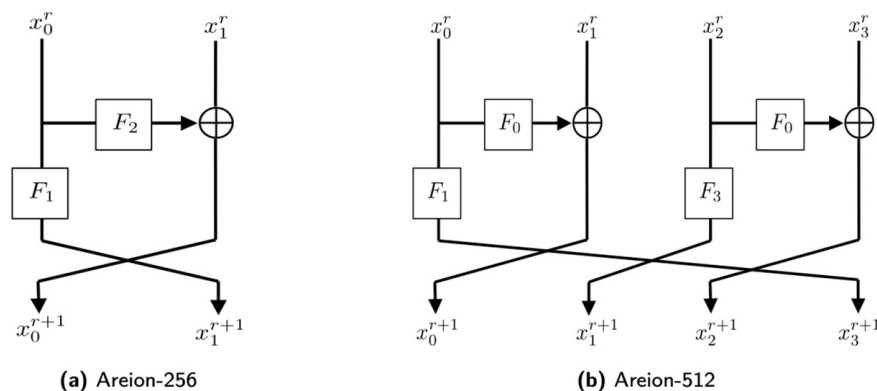 x_0^r x_1^r x_0^r x_1^r x_2^r x_3^r
F_2 F_0 F_0
F_1 F_1 F_3
x_0^{r+1} x_1^{r+1} x_0^{r+1} x_1^{r+1} x_2^{r+1} x_3^{r+1}
(a) Areion-256 (b) Areion-512